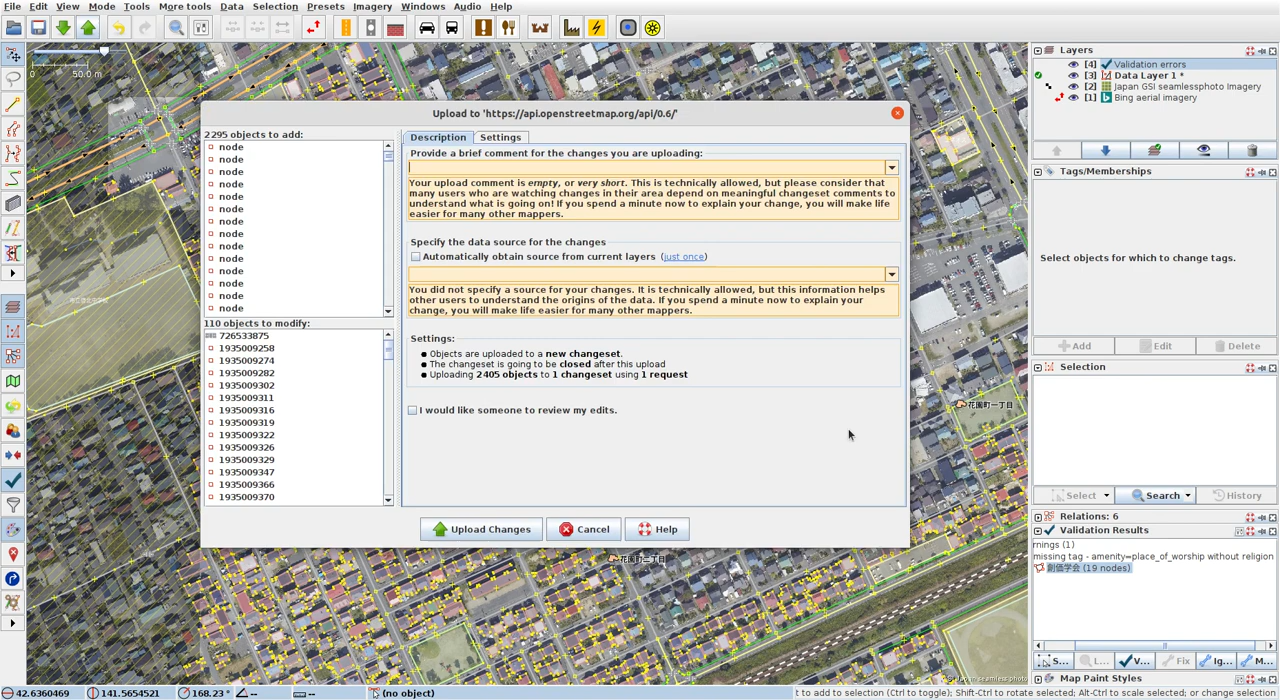 File Edit View Mode More tools Tools Data Selection Presets Imagery Windows Audio Help
0 50.0 m
Upload to 'https://api.openstreetmap.org/api/0.6/'
2295 objects to add:
node
node
node
node
node
node
node
node
node
node
node
node
node
node
110 objects to modify:
726533875
1935009258
1935009274
1935009282
1935009302
1935009311
1935009316
1935009319
1935009322
1935009326
1935009329
1935009347
1935009366
1935009370
Description Settings
Provide a brief comment for the changes you are uploading:
Your upload comment is empty, or very short. This is technically allowed, but please consider that
many users who are watching changes in their area depend on meaningful changeset comments to
understand what is going on! If you spend a minute now to explain your change, you will make life
easier for many other mappers.
Specify the data source for the changes
Automatically obtain source from current layers (just once)
You did not specify a source for your changes. It is technically allowed, but this information helps
other users to understand the origins of the data. If you spend a minute now to explain your
change, you will make life easier for many other mappers.
Settings:
Objects are uploaded to a new changeset.
The changeset is going to be closed after this upload
Uploading 2405 objects to 1 changeset using 1 request
I would like someone to review my edits.
Upload Changes Cancel Help
花園町一丁目
花園町二丁目
Layers
[4] Validation errors
[3] Data Layer 1 *
[2] Japan GSI seamlessphoto Imagery
[1] Bing aerial imagery
Tags/Memberships
Select objects for which to change tags.
Add Edit Delete
Selection
Select Search History
Relations: 6
Validation Results
rnings (1)
missing tag - amenity=place_of_worship without religion
創価学会 (19 nodes)
S... L... V... Fix Ig... M...
Map Paint Styles
42.6360469 141.5654521 168.23 ° -- -- (no object)
t to add to selection (Ctrl to toggle); Shift-Ctrl to rotate selected; Alt-Ctrl to scale selected; or change selection